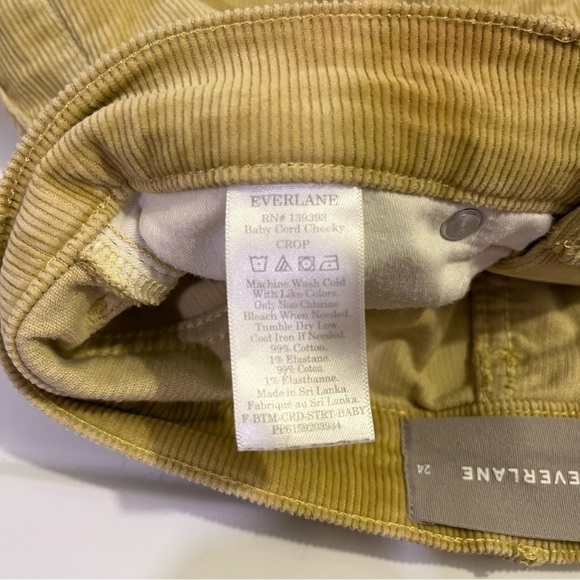 EVERLANE
RN# 139393
Baby Cord Cheeky
CROP
Machine Wash Cold
With Like Colors.
Only Non-Chlorine
Bleach When Needed.
Tumble Dry Low.
Cool Iron If Needed.
99% Cotton.
1% Elastane.
99% Coton.
1% Elasthanne.
Made in Sri Lanka.
Fabriqué au Sri Lanka.
F-BTM-CRD-STRT-BABY
PP6159203934
EVERLANE
24